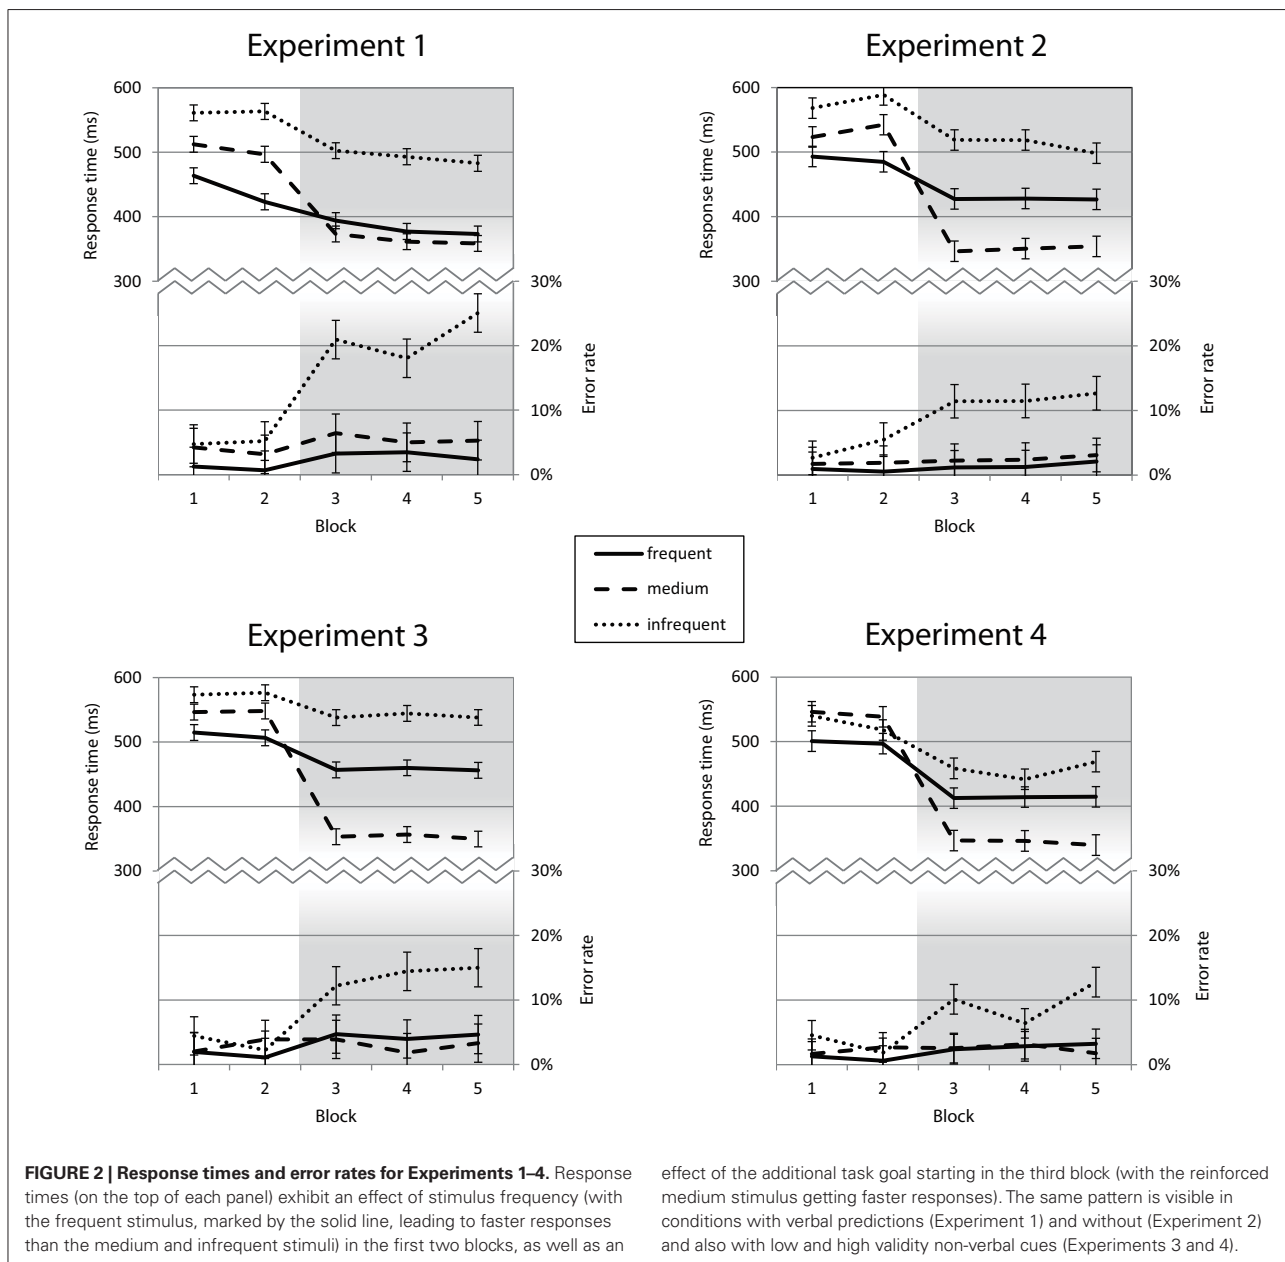 Experiment 1
600
500
400
300
Response time (ms)
30%
20%
10%
0%
Error rate
1 2 3 4 5
Block
Experiment 2
600
500
400
300
Response time (ms)
30%
20%
10%
0%
Error rate
1 2 3 4 5
Block
frequent
medium
infrequent
Experiment 3
600
500
400
300
Response time (ms)
30%
20%
10%
0%
Error rate
1 2 3 4 5
Block
Experiment 4
600
500
400
300
Response time (ms)
30%
20%
10%
0%
Error rate
1 2 3 4 5
Block
FIGURE 2 | Response times and error rates for Experiments 1–4. Response
times (on the top of each panel) exhibit an effect of stimulus frequency (with
the frequent stimulus, marked by the solid line, leading to faster responses
than the medium and infrequent stimuli) in the first two blocks, as well as an
effect of the additional task goal starting in the third block (with the reinforced
medium stimulus getting faster responses). The same pattern is visible in
conditions with verbal predictions (Experiment 1) and without (Experiment 2)
and also with low and high validity non-verbal cues (Experiments 3 and 4).